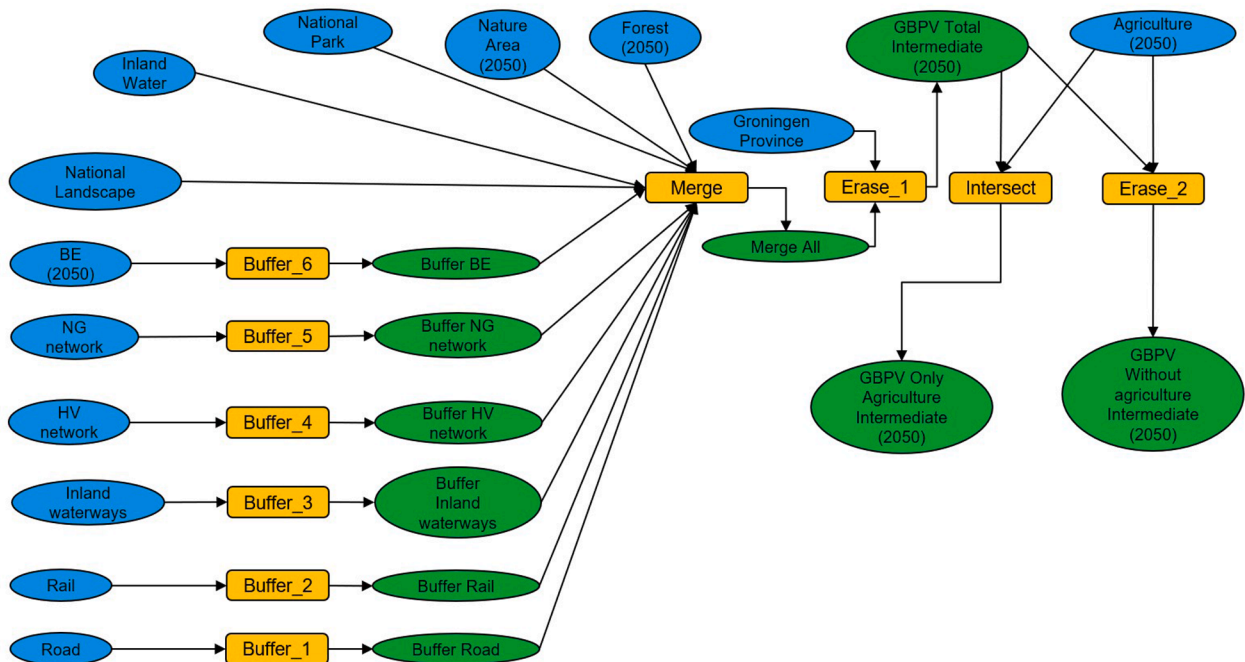 National
Park
Nature
Area
(2050)
Forest
(2050)
GBPV Total
Intermediate
(2050)
Agriculture
(2050)
Inland
Water
Groningen
Province
National
Landscape
Merge
Erase_1
Intersect
Erase_2
Merge All
BE
(2050)
Buffer_6
Buffer BE
NG
network
Buffer_5
Buffer NG
network
HV
network
Buffer_4
Buffer HV
network
GBPV Only
Agriculture
Intermediate
(2050)
GBPV
Without
agriculture
Intermediate
(2050)
Inland
waterways
Buffer_3
Buffer
Inland
waterways
Rail
Buffer_2
Buffer Rail
Road
Buffer_1
Buffer Road